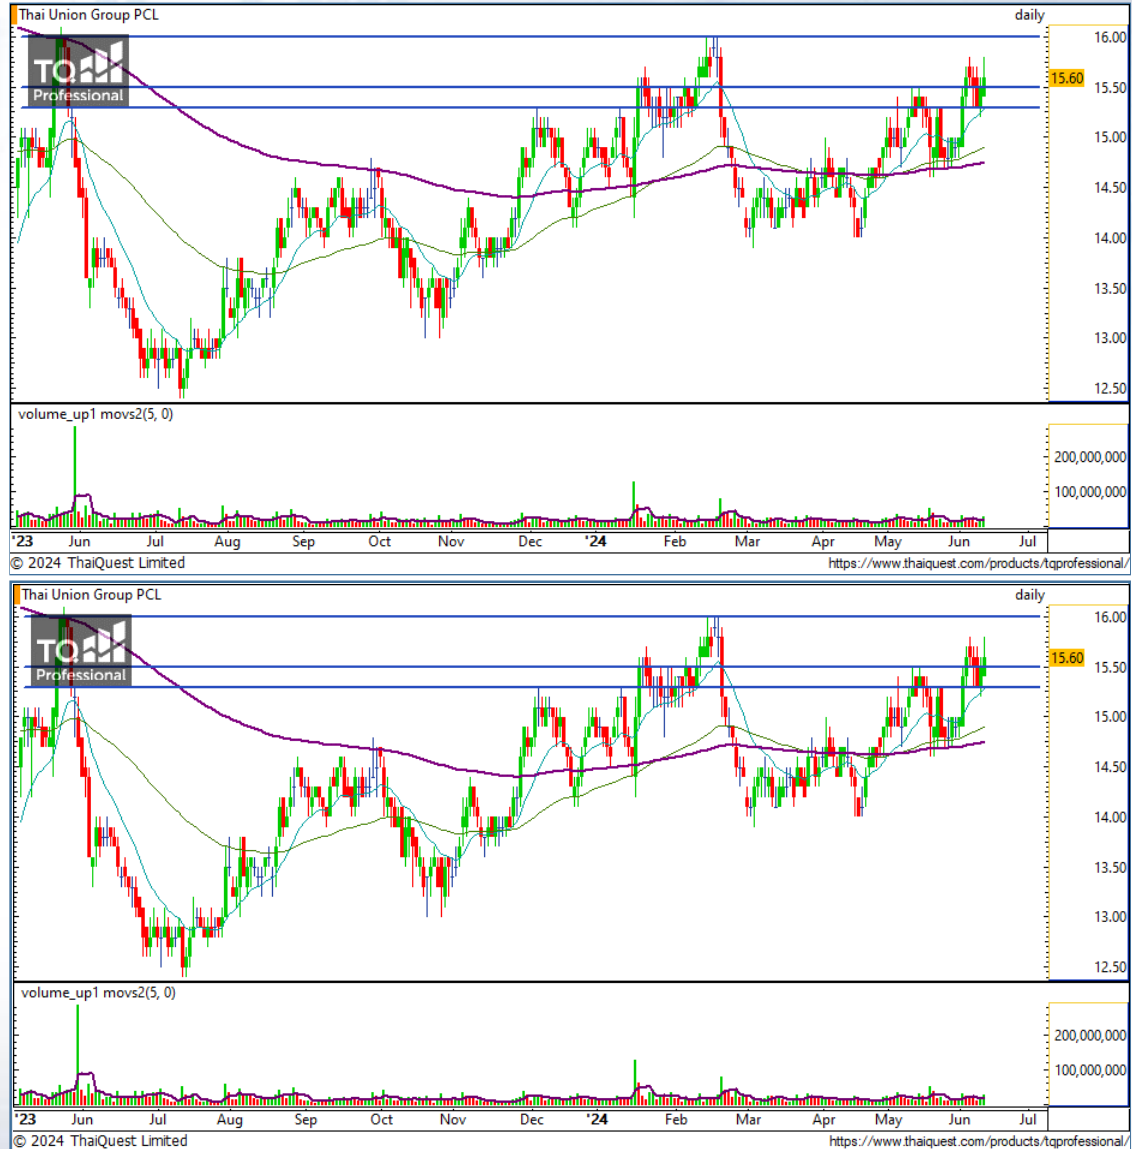 Thai Union Group PCL daily
TQ
Professional
16.00
15.60
15.50
15.00
14.50
14.00
13.50
13.00
12.50
volume_up1 movs2(5, 0)
200,000,000
100,000,000
'23 Jun Jul Aug Sep Oct Nov Dec '24 Feb Mar Apr May Jun Jul
© 2024 ThaiQuest Limited https://www.thaiquest.com/products/tqprofessional/
Thai Union Group PCL daily
TQ
Professional
16.00
15.60
15.50
15.00
14.50
14.00
13.50
13.00
12.50
volume_up1 movs2(5, 0)
200,000,000
100,000,000
'23 Jun Jul Aug Sep Oct Nov Dec '24 Feb Mar Apr May Jun Jul
© 2024 ThaiQuest Limited https://www.thaiquest.com/products/tqprofessional/